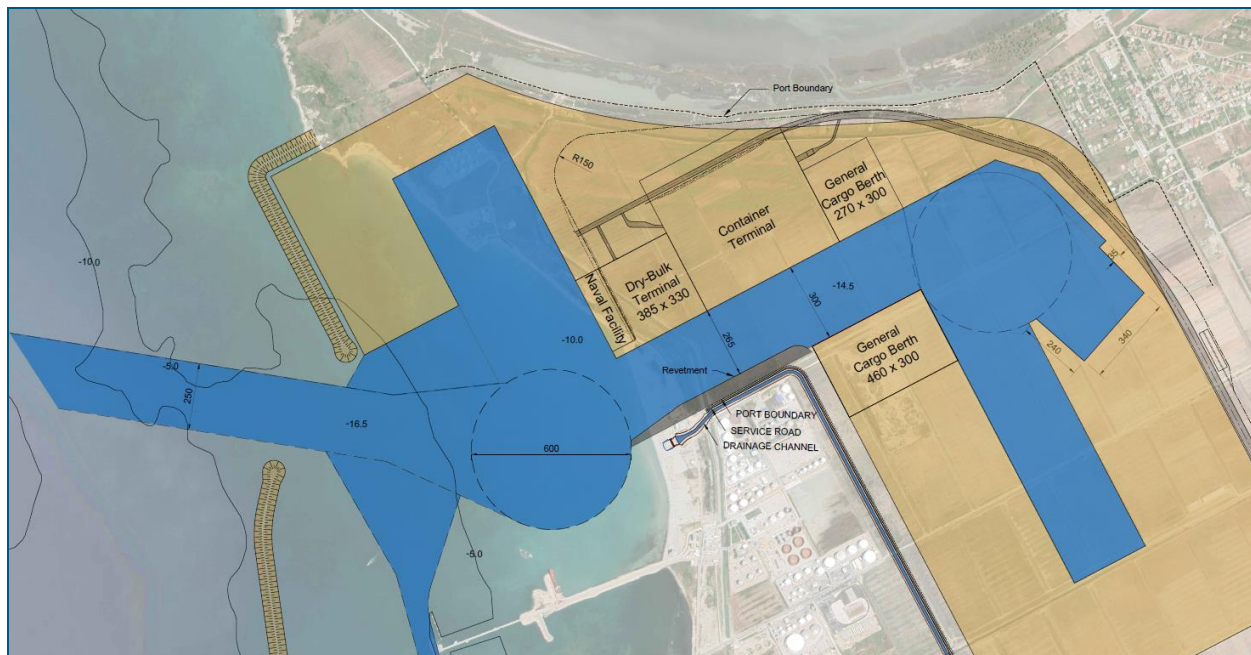 Port Boundary
R150
General
Cargo Berth
270 x 300
Container
Terminal
-10.0
Dry-Bulk
Terminal
385 x 330
Naval Facility
-14.5
300
35
265
-10.0
-5.0
250
-16.5
Revetment
General
Cargo Berth
460 x 300
240
340
PORT BOUNDARY
SERVICE ROAD
DRAINAGE CHANNEL
600
-5.0